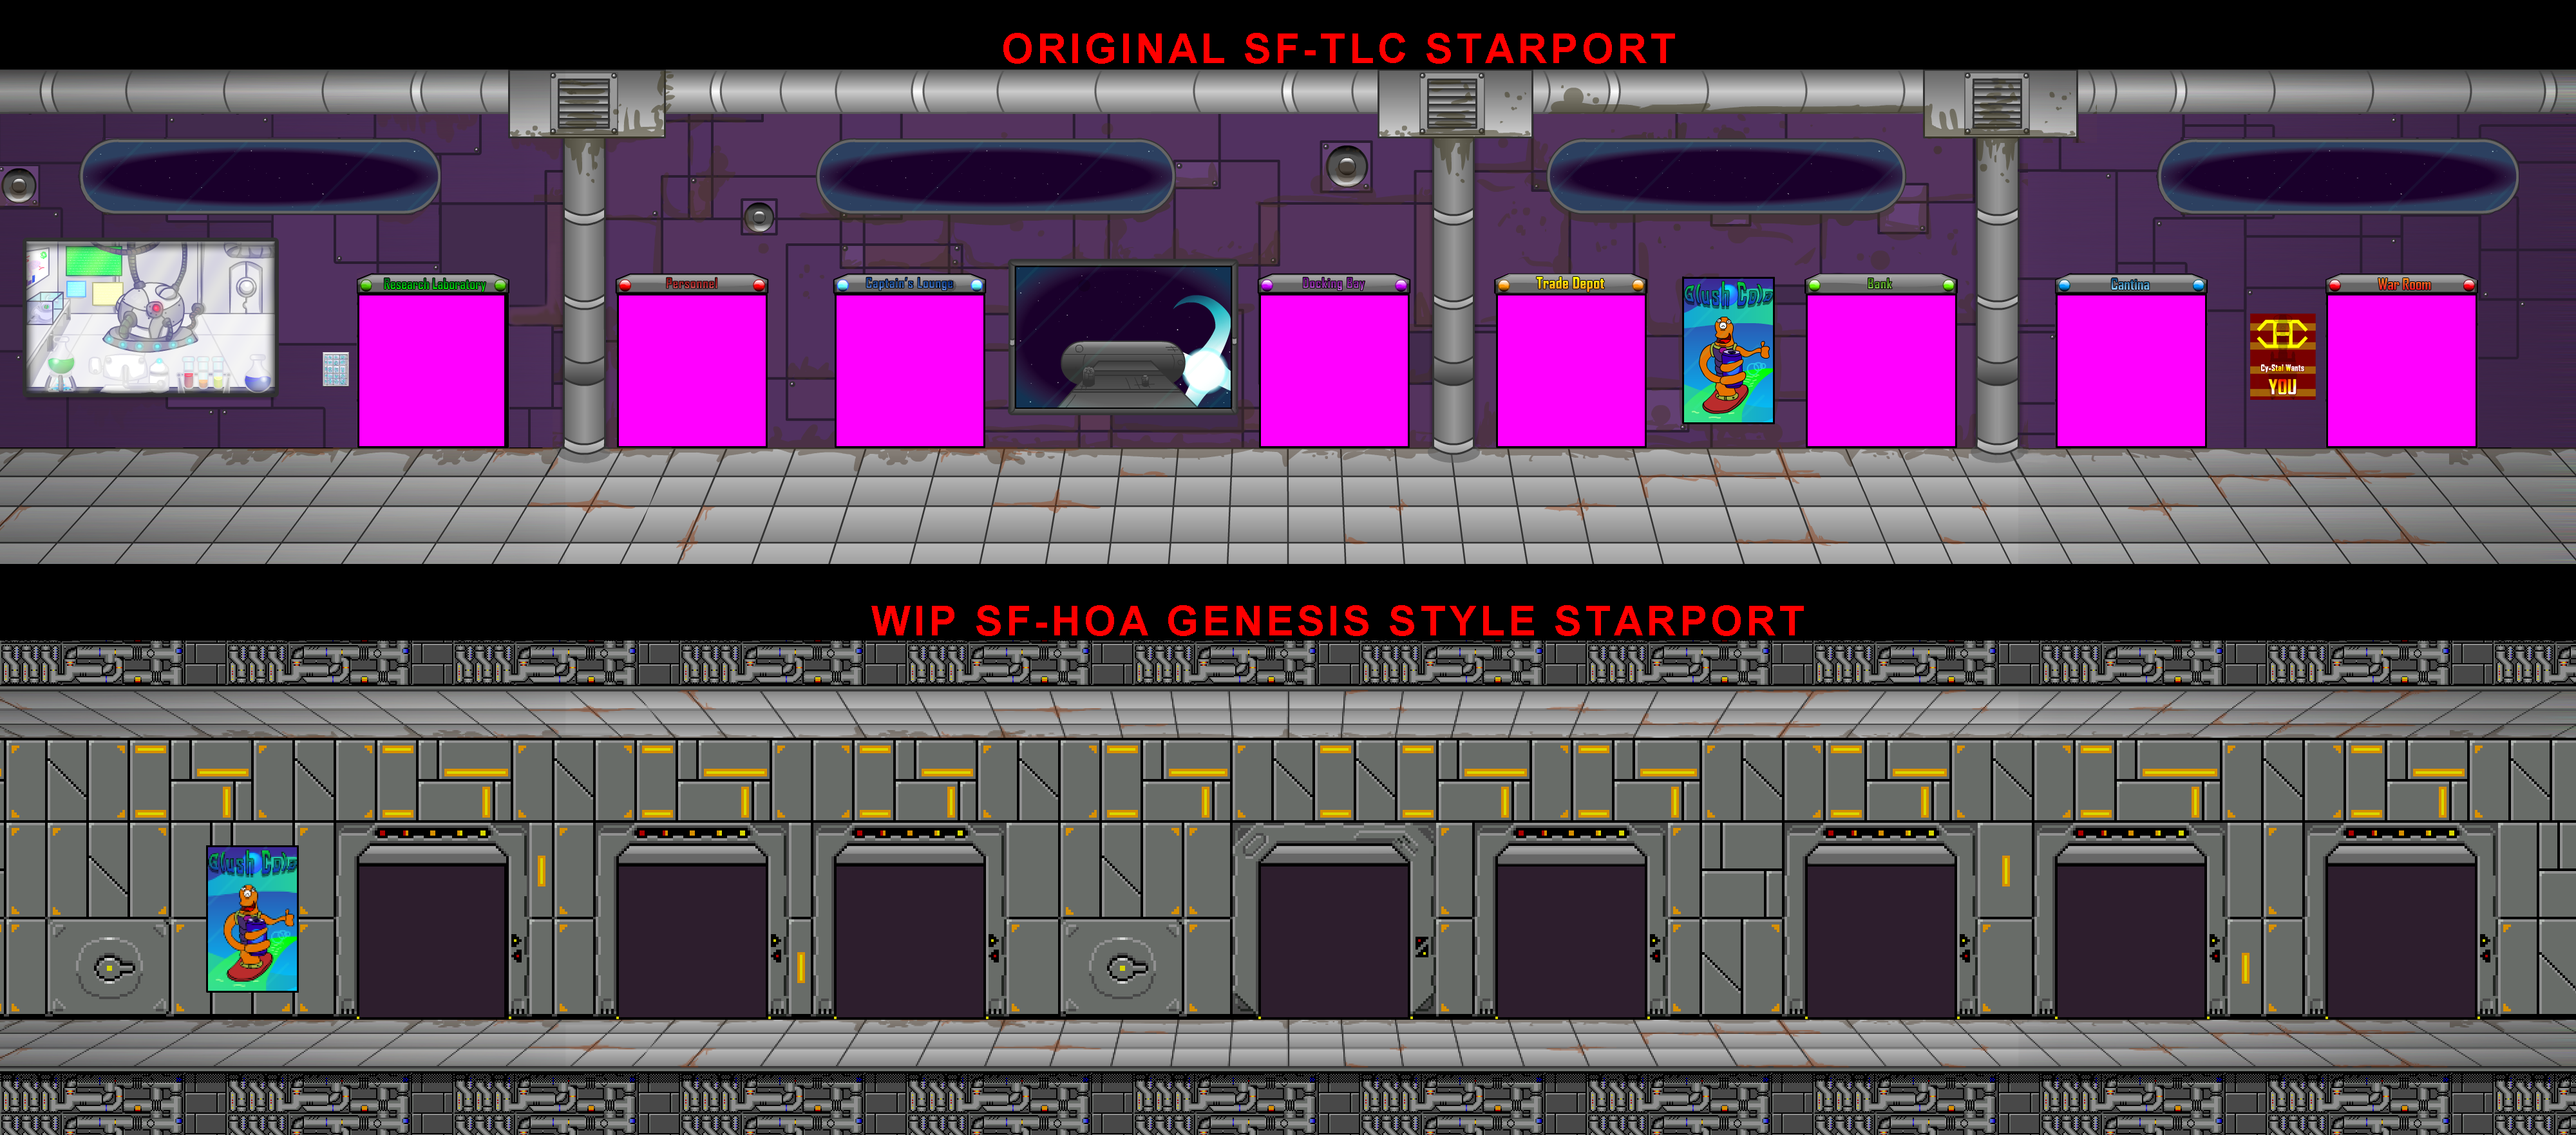 ORIGINAL SF-TLC STARPORT
Research Laboratory
Personnel
Captain's Lounge
Docking Bay
Trade Depot
Glush Cola
Bank
Cantina
Cy-Stal Wants
YOU
War Room
WIP SF-HOA GENESIS STYLE STARPORT
Glush Cola